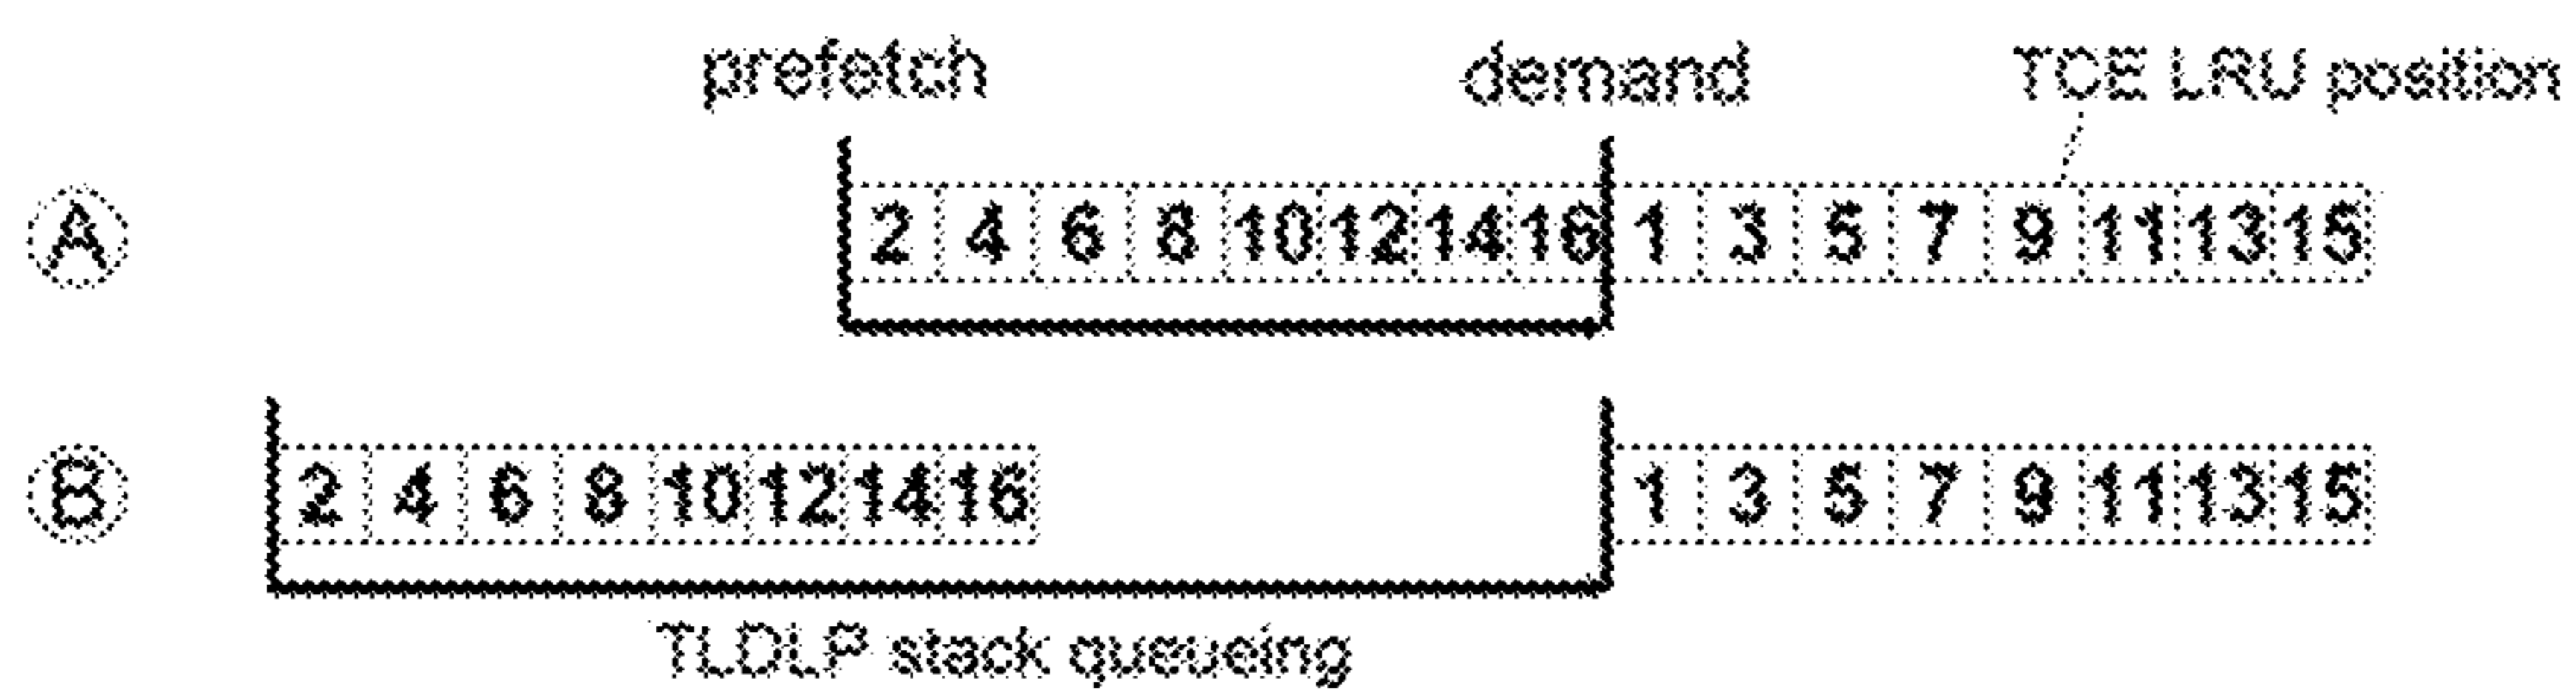 prefetch demand TCE LRU position
A 2 4 6 8 10 12 14 16 1 3 5 7 9 11 13 15
B 2 4 6 8 10 12 14 16 1 3 5 7 9 11 13 15
TLDLP stack queueing